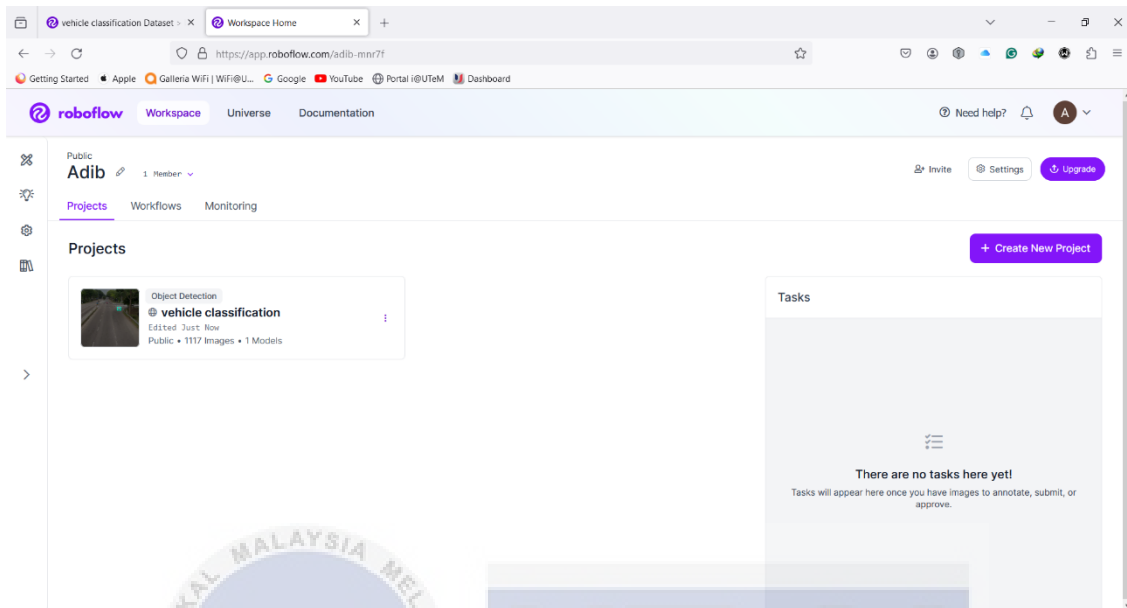 vehicle classification Dataset >
Workspace Home
https://app.roboflow.com/adib-mnr7f
Getting Started Apple Galleria WiFi | WiFi@U... Google YouTube Portal i@UTeM Dashboard
roboflow Workspace Universe Documentation Need help? A
Public
Adib 1 Member Invite Settings Upgrade
Projects Workflows Monitoring
Projects + Create New Project
Object Detection
vehicle classification
Edited Just Now
Public • 1117 Images • 1 Models
Tasks
There are no tasks here yet!
Tasks will appear here once you have images to annotate, submit, or
approve.
MALAYSIA